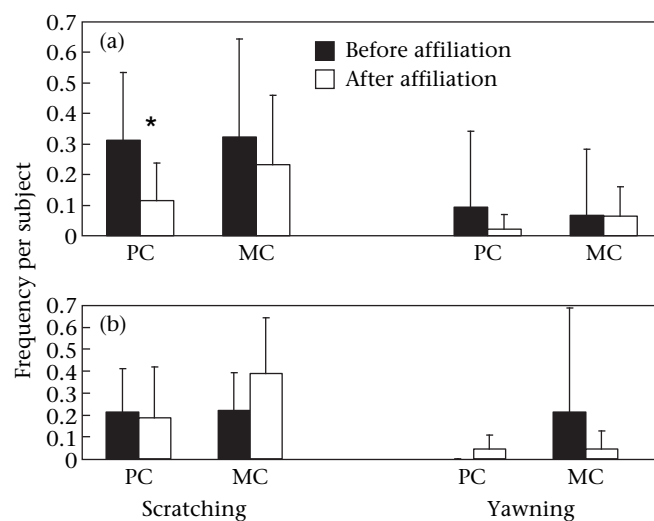 0.7
(a)
Before affiliation
0.6
After affiliation
0.5
0.4
*
0.3
0.2
0.1
0
PC MC PC MC
Frequency per subject
0.7
(b)
0.6
0.5
0.4
0.3
0.2
0.1
0
PC MC PC MC
Scratching Yawning